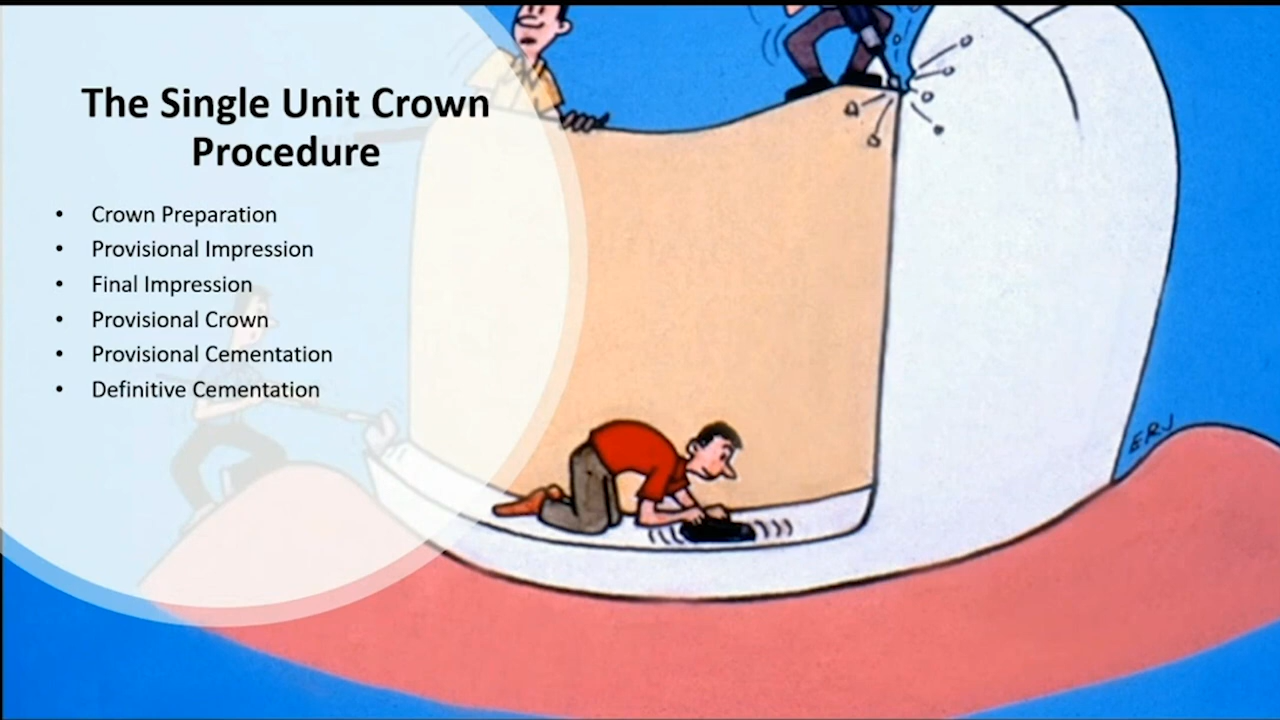 The Single Unit Crown
Procedure
• Crown Preparation
• Provisional Impression
• Final Impression
• Provisional Crown
• Provisional Cementation
• Definitive Cementation
ERJ